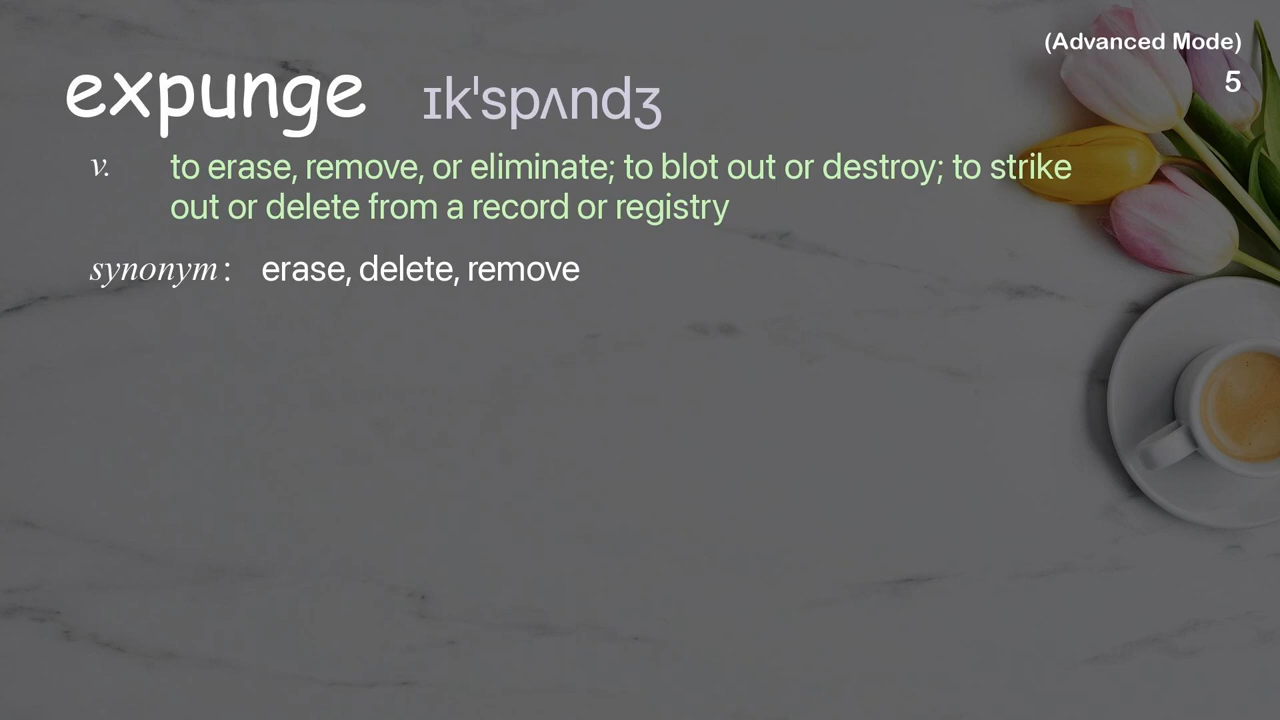 (Advanced Mode)
5
expunge ɪkˈspʌndʒ
v. to erase, remove, or eliminate; to blot out or destroy; to strike
out or delete from a record or registry
synonym : erase, delete, remove